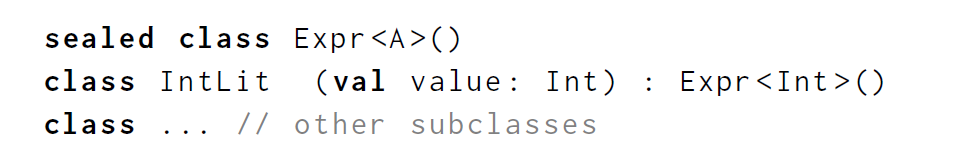 sealed class Expr<A>()
class IntLit  (val value: Int) : Expr<Int>()
class ... // other subclasses